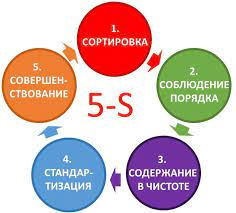 1.
СОРТИРОВКА
2.
СОБЛЮДЕНИЕ
ПОРЯДКА
3.
СОДЕРЖАНИЕ
В ЧИСТОТЕ
4.
СТАНДАР-
ТИЗАЦИЯ
5.
СОВЕРШЕН-
СТВОВАНИЕ
5-S